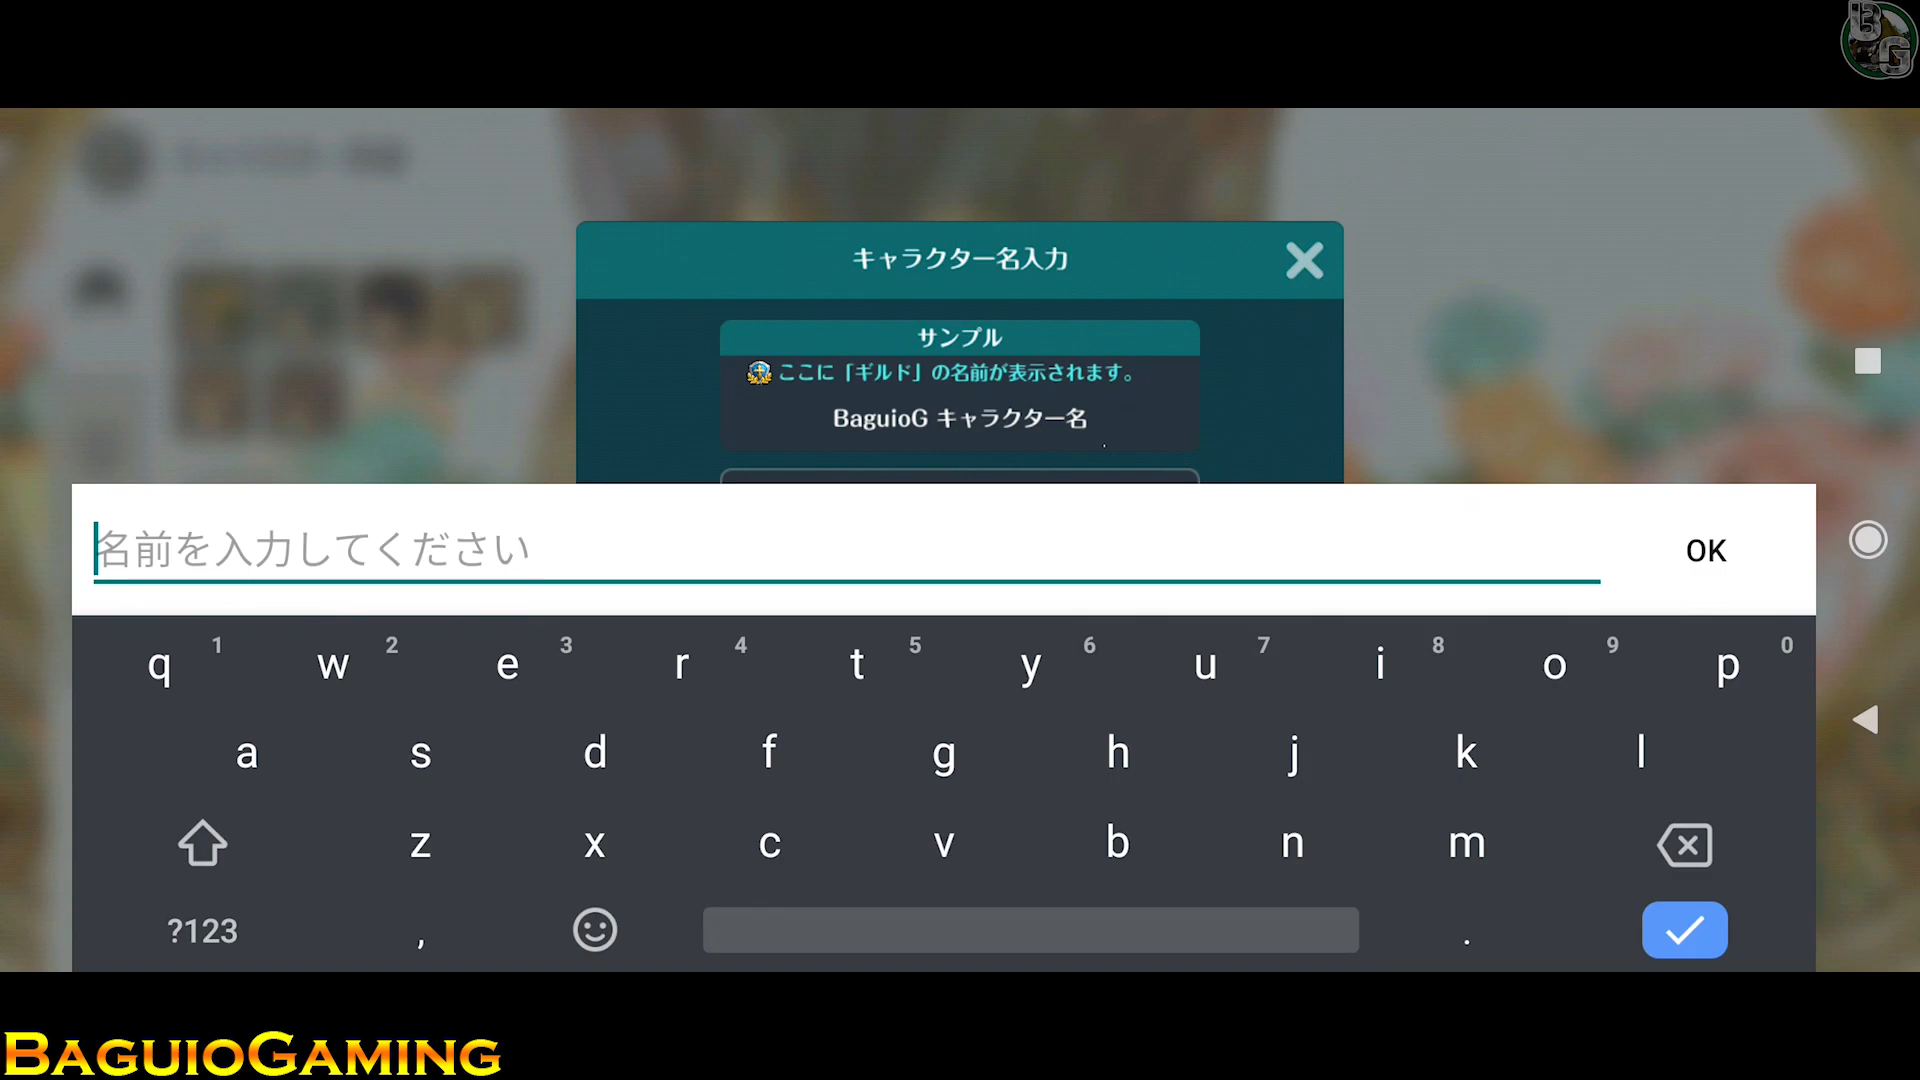 BG
キャラクター名入力
サンプル
ここに「ギルド」の名前が表示されます。
BaguioG キャラクター名
名前を入力してください
OK
q 1 w 2 e 3 r 4 t 5 y 6 u 7 i 8 o 9 p 0
a s d f g h j k l
z x c v b n m
?123 , .
BAGUIOGAMING